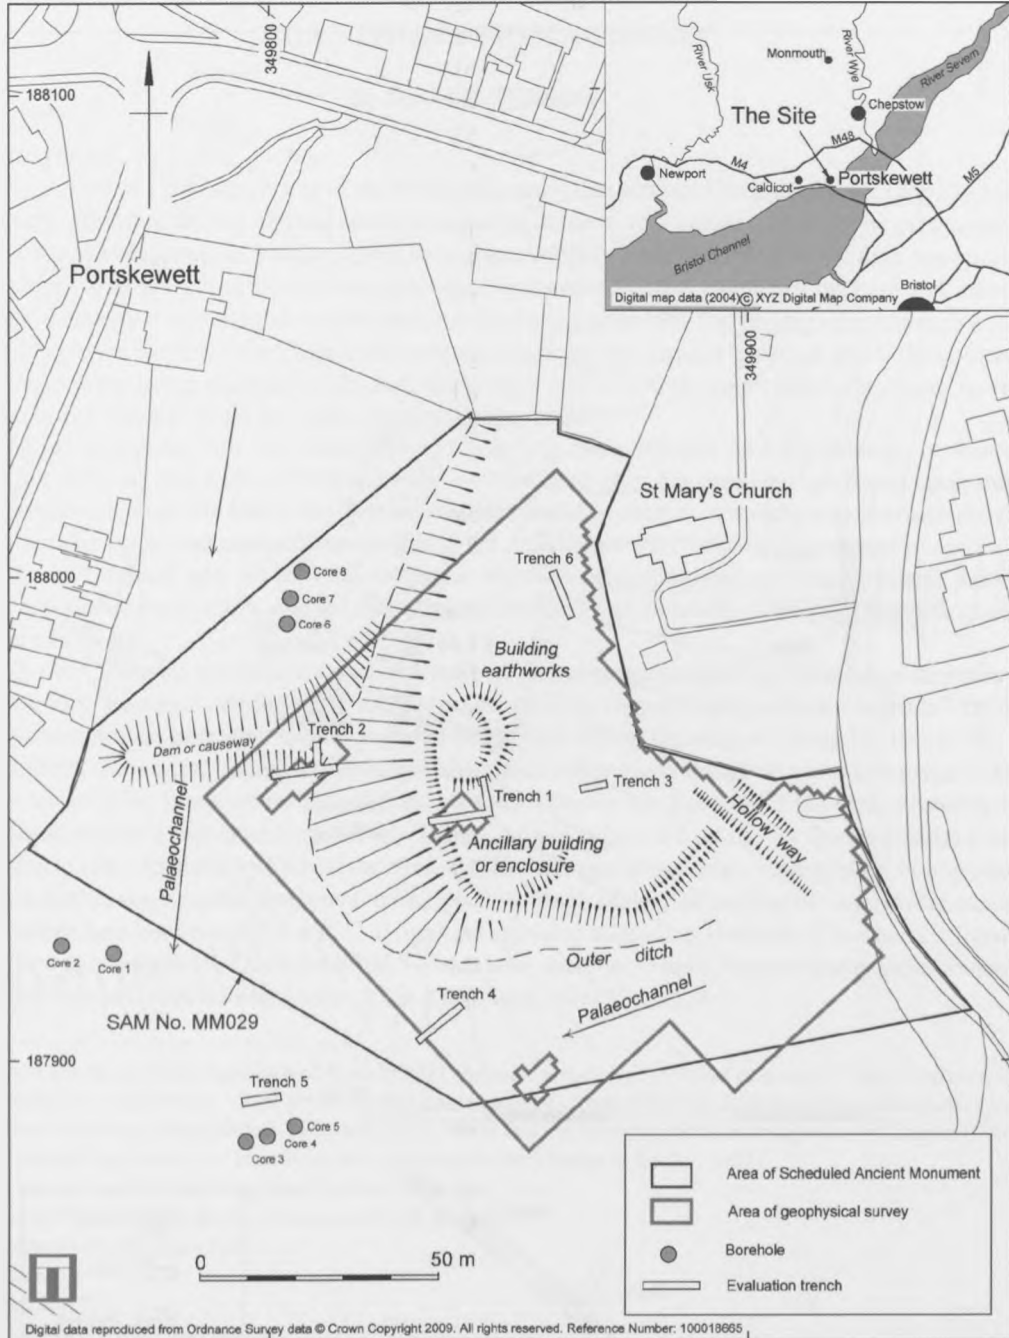 349800
188100
River Usk
Monmouth
River Wye
River Severn
Chepstow
The Site
M48
M4
M5
Newport
Caldicot
Portskewett
Bristol Channel
Bristol
Digital map data (2004)© XYZ Digital Map Company
Portskewett
349900
St Mary's Church
188000
Core 8
Core 7
Core 6
Trench 6
Building
earthworks
Dam or causeway
Trench 2
Trench 3
Trench 1
Hollow way
Palaeochannel
Ancillary building
or enclosure
Core 2
Core 1
Outer ditch
Trench 4
Palaeochannel
SAM No. MM029
187900
Trench 5
Core 5
Core 4
Core 3
Area of Scheduled Ancient Monument
Area of geophysical survey
Borehole
Evaluation trench
0
50 m
Digital data reproduced from Ordnance Survey data © Crown Copyright 2009. All rights reserved. Reference Number: 100018665